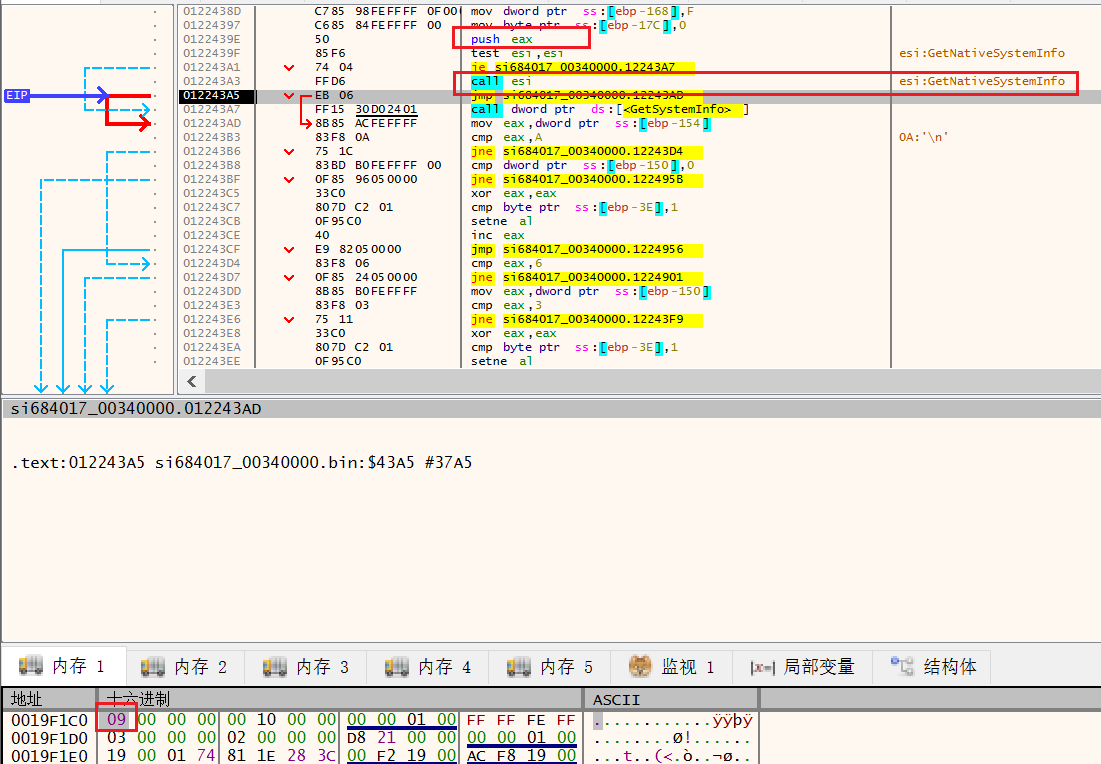 0122438D C785 98FEFFFF 0F00 mov dword ptr ss:[ebp-168],F
01224397 C685 84FEFFFF 00 mov byte ptr ss:[ebp-17C],0
0122439E 50 push eax
0122439F 85F6 test esi,esi esi:GetNativeSystemInfo
012243A1 74 04 je si684017_00340000.12243A7
012243A3 FFD6 call esi esi:GetNativeSystemInfo
EIP 012243A5 EB 06 jmp si684017_00340000.12243AD
012243A7 FF15 30D02401 call dword ptr ds:[<GetSystemInfo>]
012243AD 8B85 ACFEFFFF mov eax,dword ptr ss:[ebp-154]
012243B3 83F8 0A cmp eax,A 0A:'\n'
012243B6 75 1C jne si684017_00340000.12243D4
012243B8 83BD B0FEFFFF 00 cmp dword ptr ss:[ebp-150],0
012243BF 0F85 96050000 jne si684017_00340000.122495B
012243C5 33C0 xor eax,eax
012243C7 807D C2 01 cmp byte ptr ss:[ebp-3E],1
012243CB 0F95C0 setne al
012243CE 40 inc eax
012243CF E9 82050000 jmp si684017_00340000.1224956
012243D4 83F8 06 cmp eax,6
012243D7 0F85 24050000 jne si684017_00340000.1224901
012243DD 8B85 B0FEFFFF mov eax,dword ptr ss:[ebp-150]
012243E3 83F8 03 cmp eax,3
012243E6 75 11 jne si684017_00340000.12243F9
012243E8 33C0 xor eax,eax
012243EA 807D C2 01 cmp byte ptr ss:[ebp-3E],1
012243EE 0F95C0 setne al
si684017_00340000.012243AD
.text:012243A5 si684017_00340000.bin:$43A5 #37A5
内存 1 内存 2 内存 3 内存 4 内存 5 监视 1 局部变量 结构体
地址 十六进制 ASCII
0019F1C0 09 00 00 00 00 10 00 00 00 00 01 00 FF FF FE FF ............ÿÿþÿ
0019F1D0 03 00 00 00 02 00 00 00 D8 21 00 00 00 00 01 00 ........Ø!......
0019F1E0 19 00 01 74 81 1E 28 3C 00 F2 19 00 AC F8 19 00 ...t..(<.ò..¬ø..